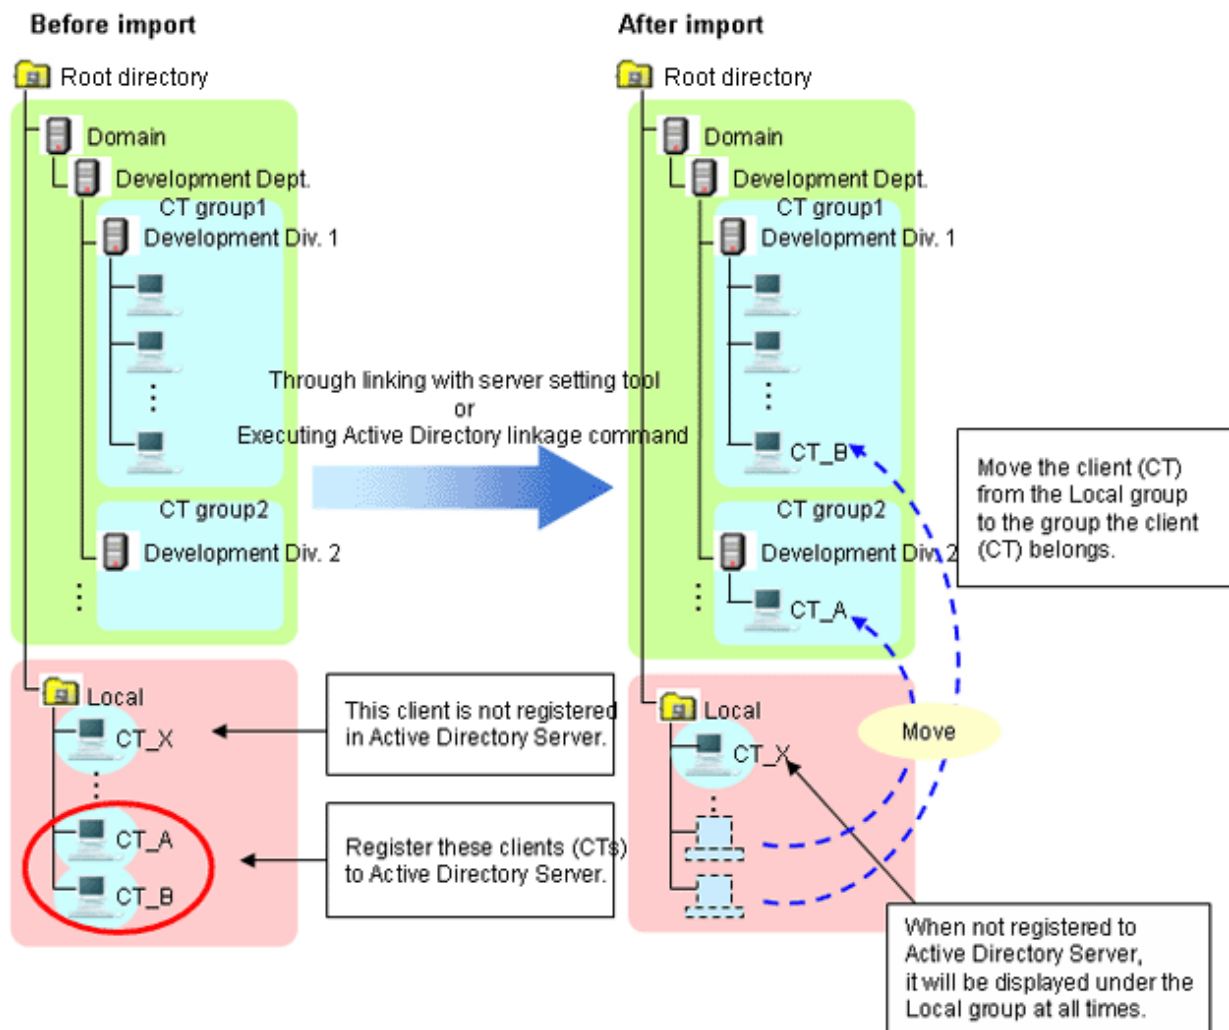 Before import
Root directory
Domain
Development Dept.
CT group1
Development Div. 1
CT group2
Development Div. 2
Local
CT_X
CT_A
CT_B
Through linking with server setting tool
or
Executing Active Directory linkage command
This client is not registered
in Active Directory Server.
Register these clients (CTs)
to Active Directory Server.
After import
Root directory
Domain
Development Dept.
CT group1
Development Div. 1
CT_B
CT group2
Development Div. 2
CT_A
Local
CT_X
Move
Move the client (CT)
from the Local group
to the group the client
(CT) belongs.
When not registered to
Active Directory Server,
it will be displayed under the
Local group at all times.